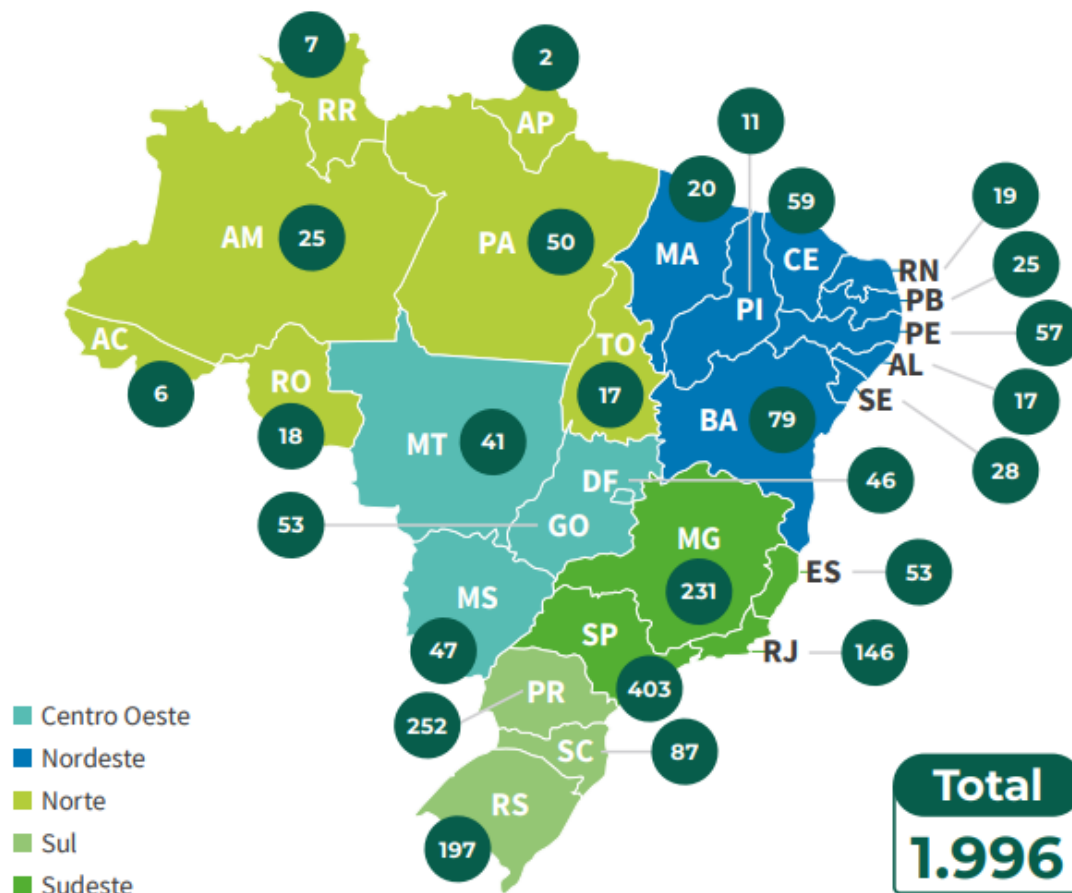 7
2
RR
AP
11
20
59
19
AM
25
PA
50
MA
CE
RN
25
PB
PI
PE
57
AC
TO
AL
6
RO
17
SE
17
18
MT
41
BA
79
28
DF
46
53
GO
MG
ES
53
MS
231
SP
RJ
146
47
PR
403
252
SC
87
RS
197
Centro Oeste
Nordeste
Norte
Sul
Sudeste
Total
1.996